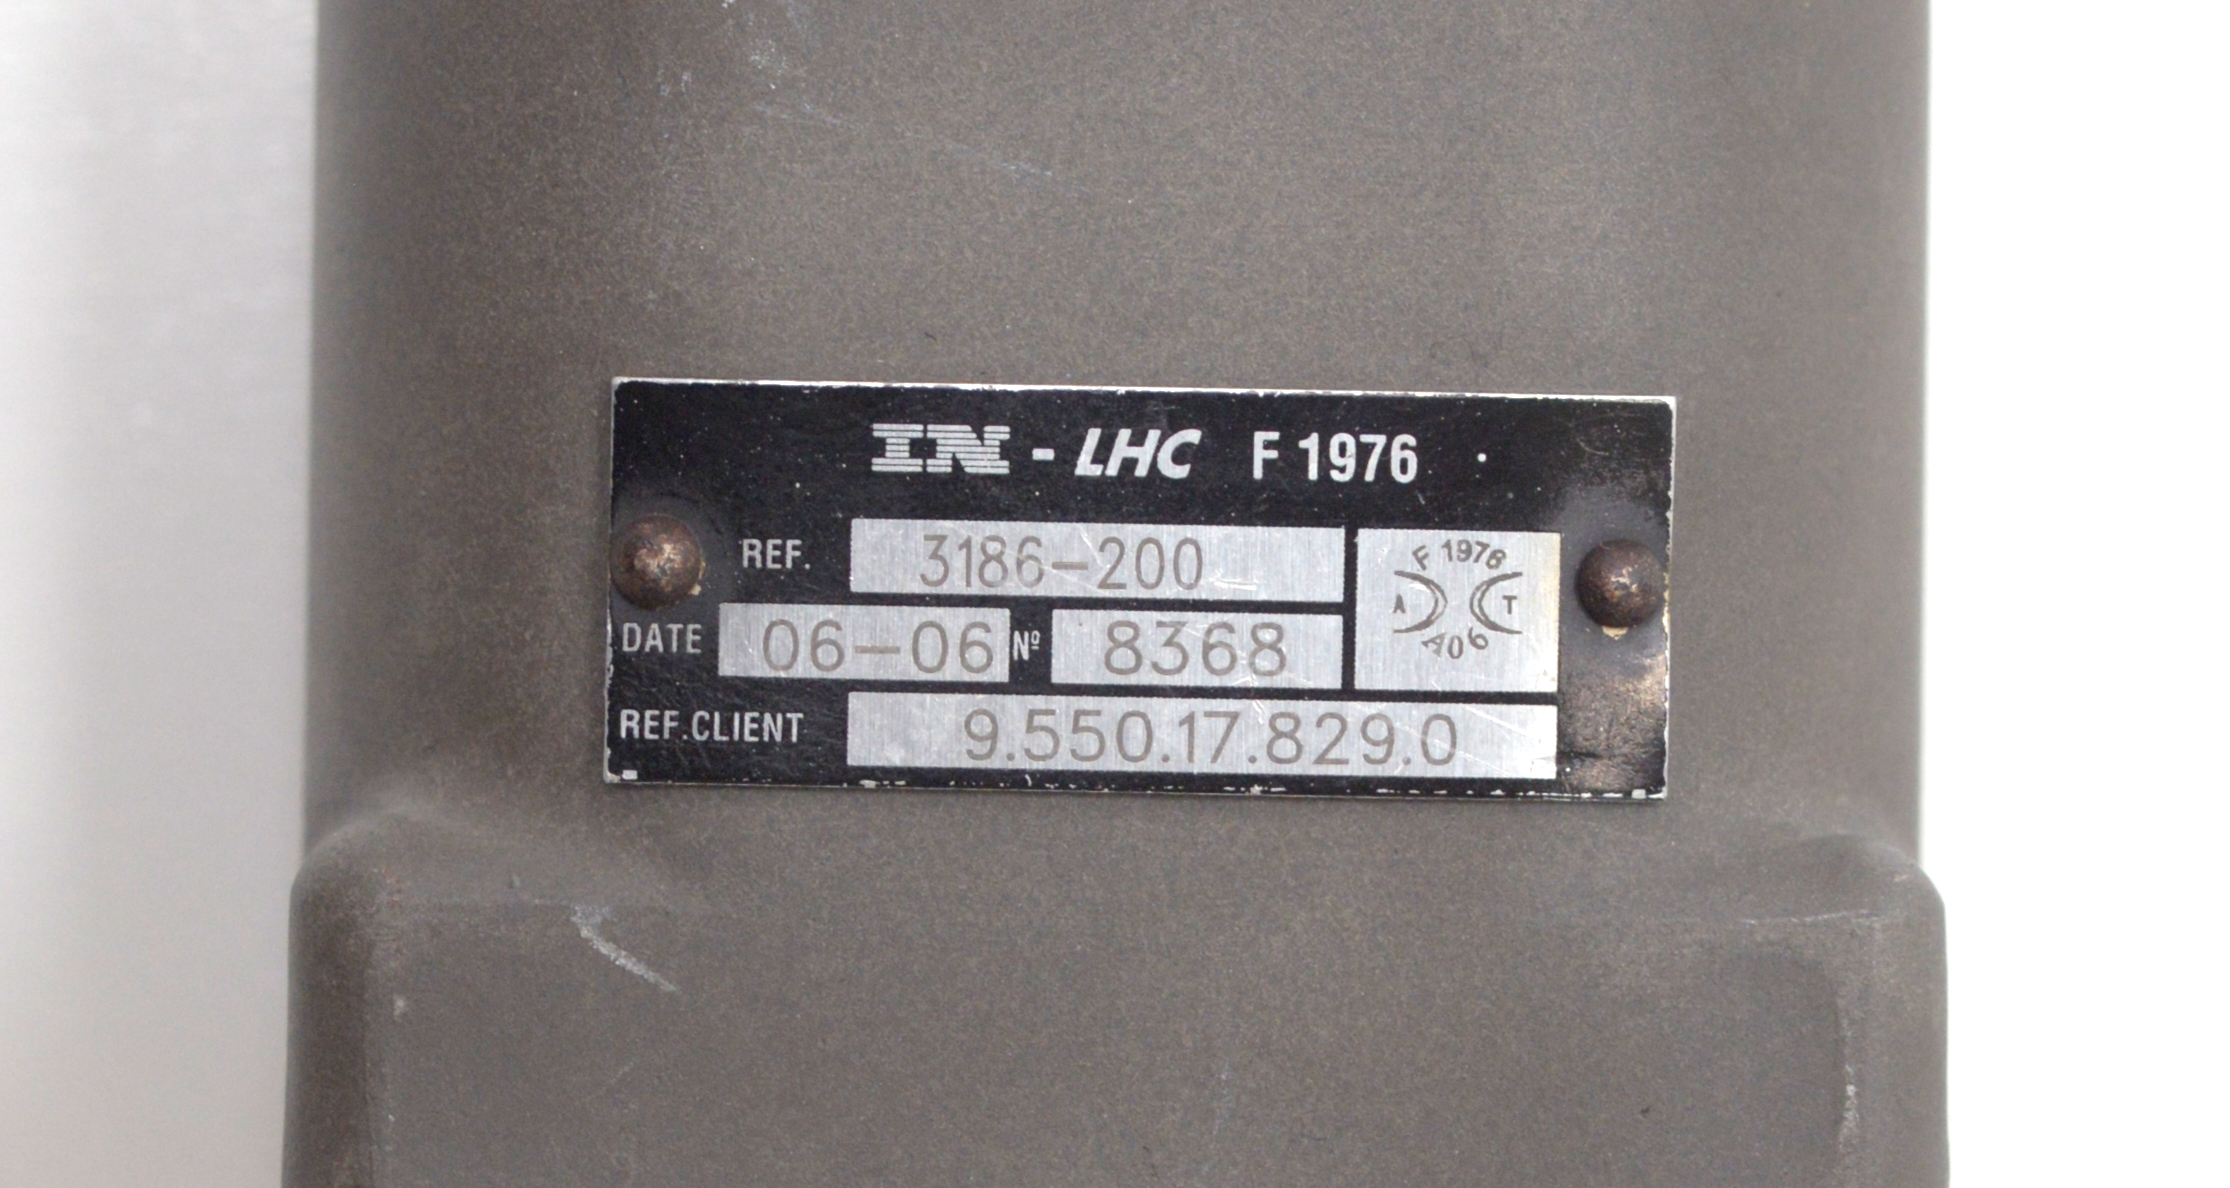 IN - LHC F 1976
REF. 3186-200
F 1976
A T
A06
DATE 06-06 Nº 8368
REF.CLIENT 9.550.17.829.0